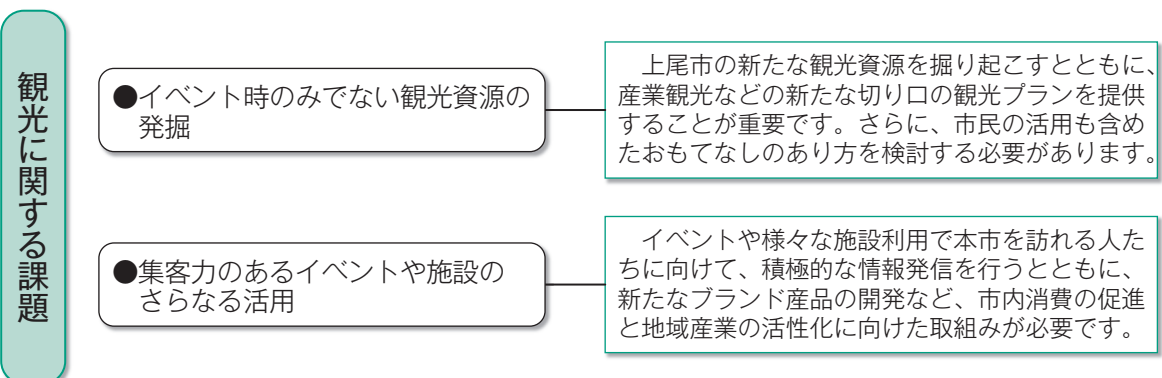 観光に関する課題
●イベント時のみでない観光資源の
発掘
上尾市の新たな観光資源を掘り起こすとともに、
産業観光などの新たな切り口の観光プランを提供
することが重要です。さらに、市民の活用も含め
たおもてなしのあり方を検討する必要があります。
●集客力のあるイベントや施設の
さらなる活用
イベントや様々な施設利用で本市を訪れる人た
ちに向けて、積極的な情報発信を行うとともに、
新たなブランド産品の開発など、市内消費の促進
と地域産業の活性化に向けた取組みが必要です。